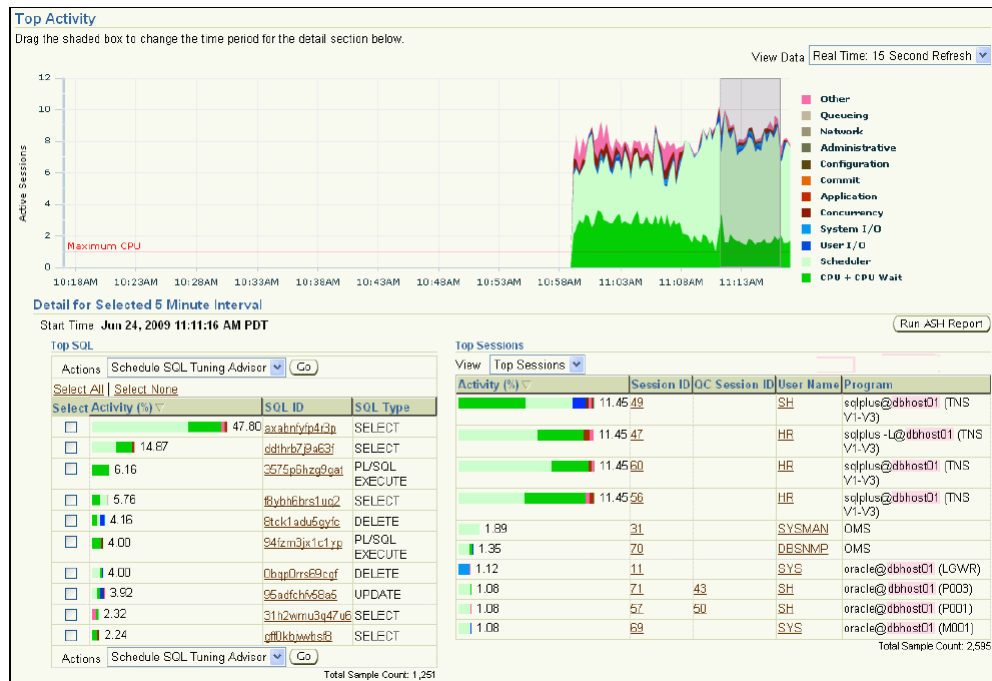 Top Activity
Drag the shaded box to change the time period for the detail section below.
View Data Real Time: 15 Second Refresh
12
10
8
6
4
2
0
Active Sessions
Maximum CPU
10:18AM 10:23AM 10:28AM 10:33AM 10:38AM 10:43AM 10:48AM 10:53AM 10:58AM 11:03AM 11:08AM 11:13AM
Other
Queueing
Network
Administrative
Configuration
Commit
Application
Concurrency
System I/O
User I/O
Scheduler
CPU + CPU Wait
Detail for Selected 5 Minute Interval
Start Time Jun 24, 2009 11:11:16 AM PDT
Run ASH Report
Top SQL
Actions Schedule SQL Tuning Advisor Go
Select All | Select None
Select Activity (%) SQL ID SQL Type
47.80 axabnfyfp4r3p SELECT
14.87 ddthrb7j9a63f SELECT
6.16 3575p6hzg9gat PL/SQL EXECUTE
5.76 f8ybh6brs1uq2 SELECT
4.16 8tck1adu5gyfc DELETE
4.00 94fzm3jx1c1yp PL/SQL EXECUTE
4.00 0bqp0rrs69cgf DELETE
3.92 95adfchfv58a5 UPDATE
2.32 31h2wmu3q47u6 SELECT
2.24 SELECT
Actions Schedule SQL Tuning Advisor Go
Total Sample Count: 1,251
Top Sessions
View Top Sessions
Activity (%) Session ID QC Session ID User Name Program
11.45 49 SH sqlplus@dbhost01 (TNS V1-V3)
11.45 47 HR sqlplus -L@dbhost01 (TNS V1-V3)
11.45 60 HR sqlplus@dbhost01 (TNS V1-V3)
11.45 56 HR sqlplus@dbhost01 (TNS V1-V3)
1.89 31 SYSMAN OMS
1.35 70 DBSNMP OMS
1.12 11 SYS oracle@dbhost01 (LGWR)
1.08 71 43 SH oracle@dbhost01 (P003)
1.08 57 50 SH oracle@dbhost01 (P001)
1.08 69 SYS oracle@dbhost01 (M001)
Total Sample Count: 2,595